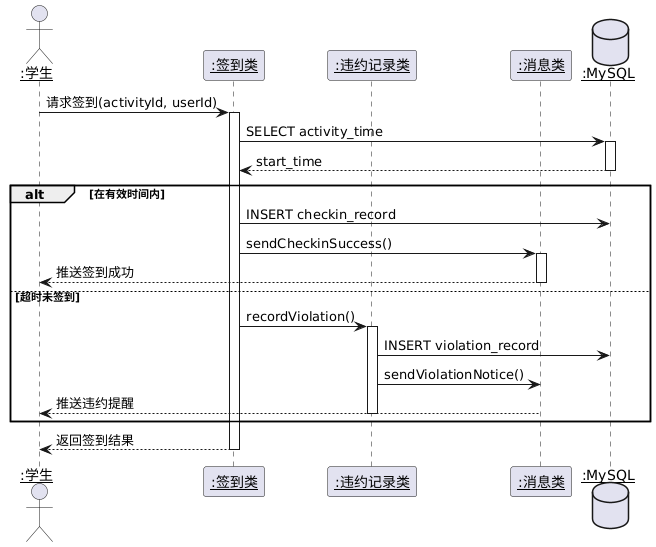 :学生
:签到类
:违约记录类
:消息类
:MySQL
请求签到(activityId, userId)
SELECT activity_time
start_time
alt
[在有效时间内]
INSERT checkin_record
sendCheckinSuccess()
推送签到成功
[超时未签到]
recordViolation()
INSERT violation_record
sendViolationNotice()
推送违约提醒
返回签到结果
:学生
:签到类
:违约记录类
:消息类
:MySQL